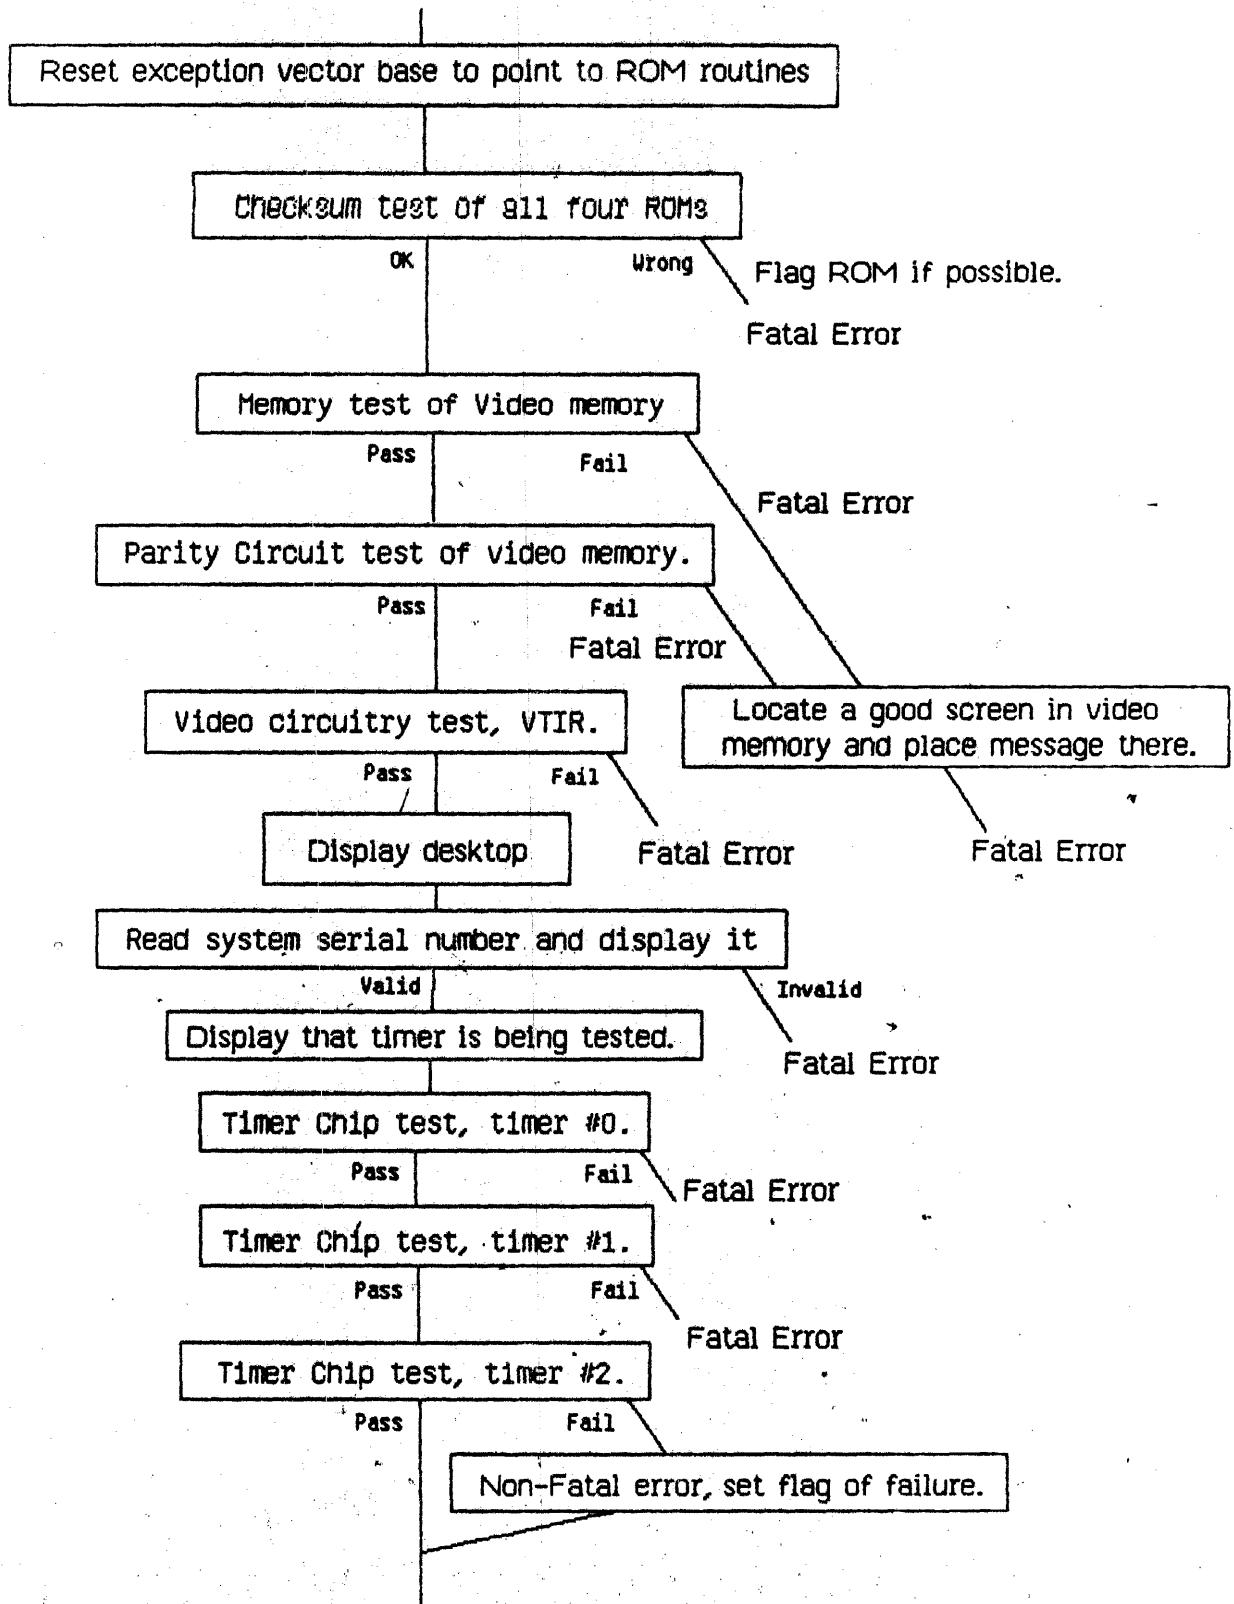 Reset exception vector base to point to ROM routines
Checksum test of all four ROMs
OK
Wrong
Flag ROM if possible.
Fatal Error
Memory test of Video memory
Pass
Fail
Fatal Error
Parity Circuit test of video memory.
Pass
Fail
Fatal Error
Locate a good screen in video
memory and place message there.
Fatal Error
Video circuitry test, VTIR.
Pass
Fail
Fatal Error
Display desktop
Read system serial number and display it
Valid
Invalid
Fatal Error
Display that timer is being tested.
Timer Chip test, timer #0.
Pass
Fail
Fatal Error
Timer Chip test, timer #1.
Pass
Fail
Fatal Error
Timer Chip test, timer #2.
Pass
Fail
Non-Fatal error, set flag of failure.